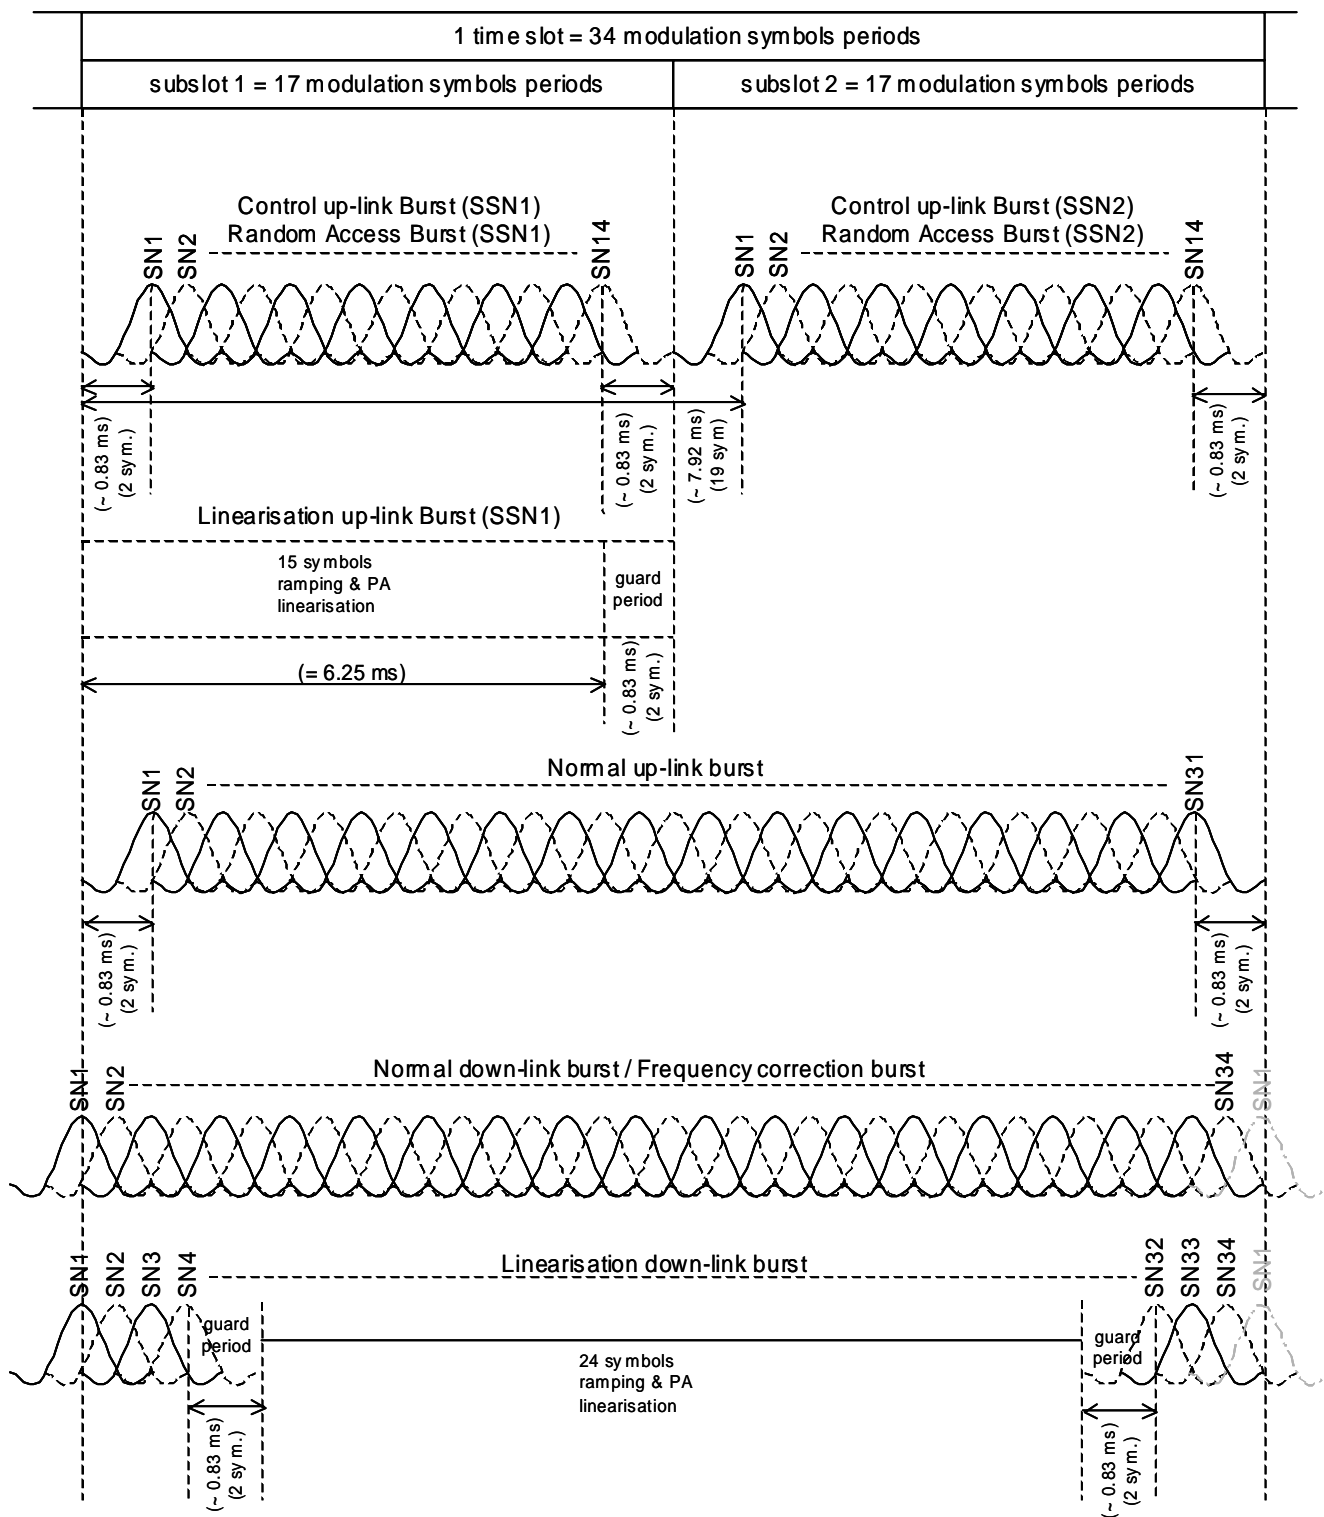 1 time slot = 34 modulation symbols periods
subslot 1 = 17 modulation symbols periods
subslot 2 = 17 modulation symbols periods
Control up-link Burst (SSN1)
Random Access Burst (SSN1)
SN1
SN2
SN14
Control up-link Burst (SSN2)
Random Access Burst (SSN2)
SN1
SN2
SN14
(~ 0.83 ms)
(2 sym.)
(~ 0.83 ms)
(2 sym.)
(~ 7.92 ms)
(19 sym)
(~ 0.83 ms)
(2 sym.)
Linearisation up-link Burst (SSN1)
15 symbols
ramping & PA
linearisation
guard
period
(= 6.25 ms)
(~ 0.83 ms)
(2 sym.)
Normal up-link burst
SN1
SN2
SN31
(~ 0.83 ms)
(2 sym.)
(~ 0.83 ms)
(2 sym.)
Normal down-link burst / Frequency correction burst
SN1
SN2
SN34
SN1
Linearisation down-link burst
SN1
SN2
SN3
SN4
SN32
SN33
SN34
SN1
guard
period
24 symbols
ramping & PA
linearisation
guard
period
(~ 0.83 ms)
(2 sym.)
(~ 0.83 ms)
(2 sym.)